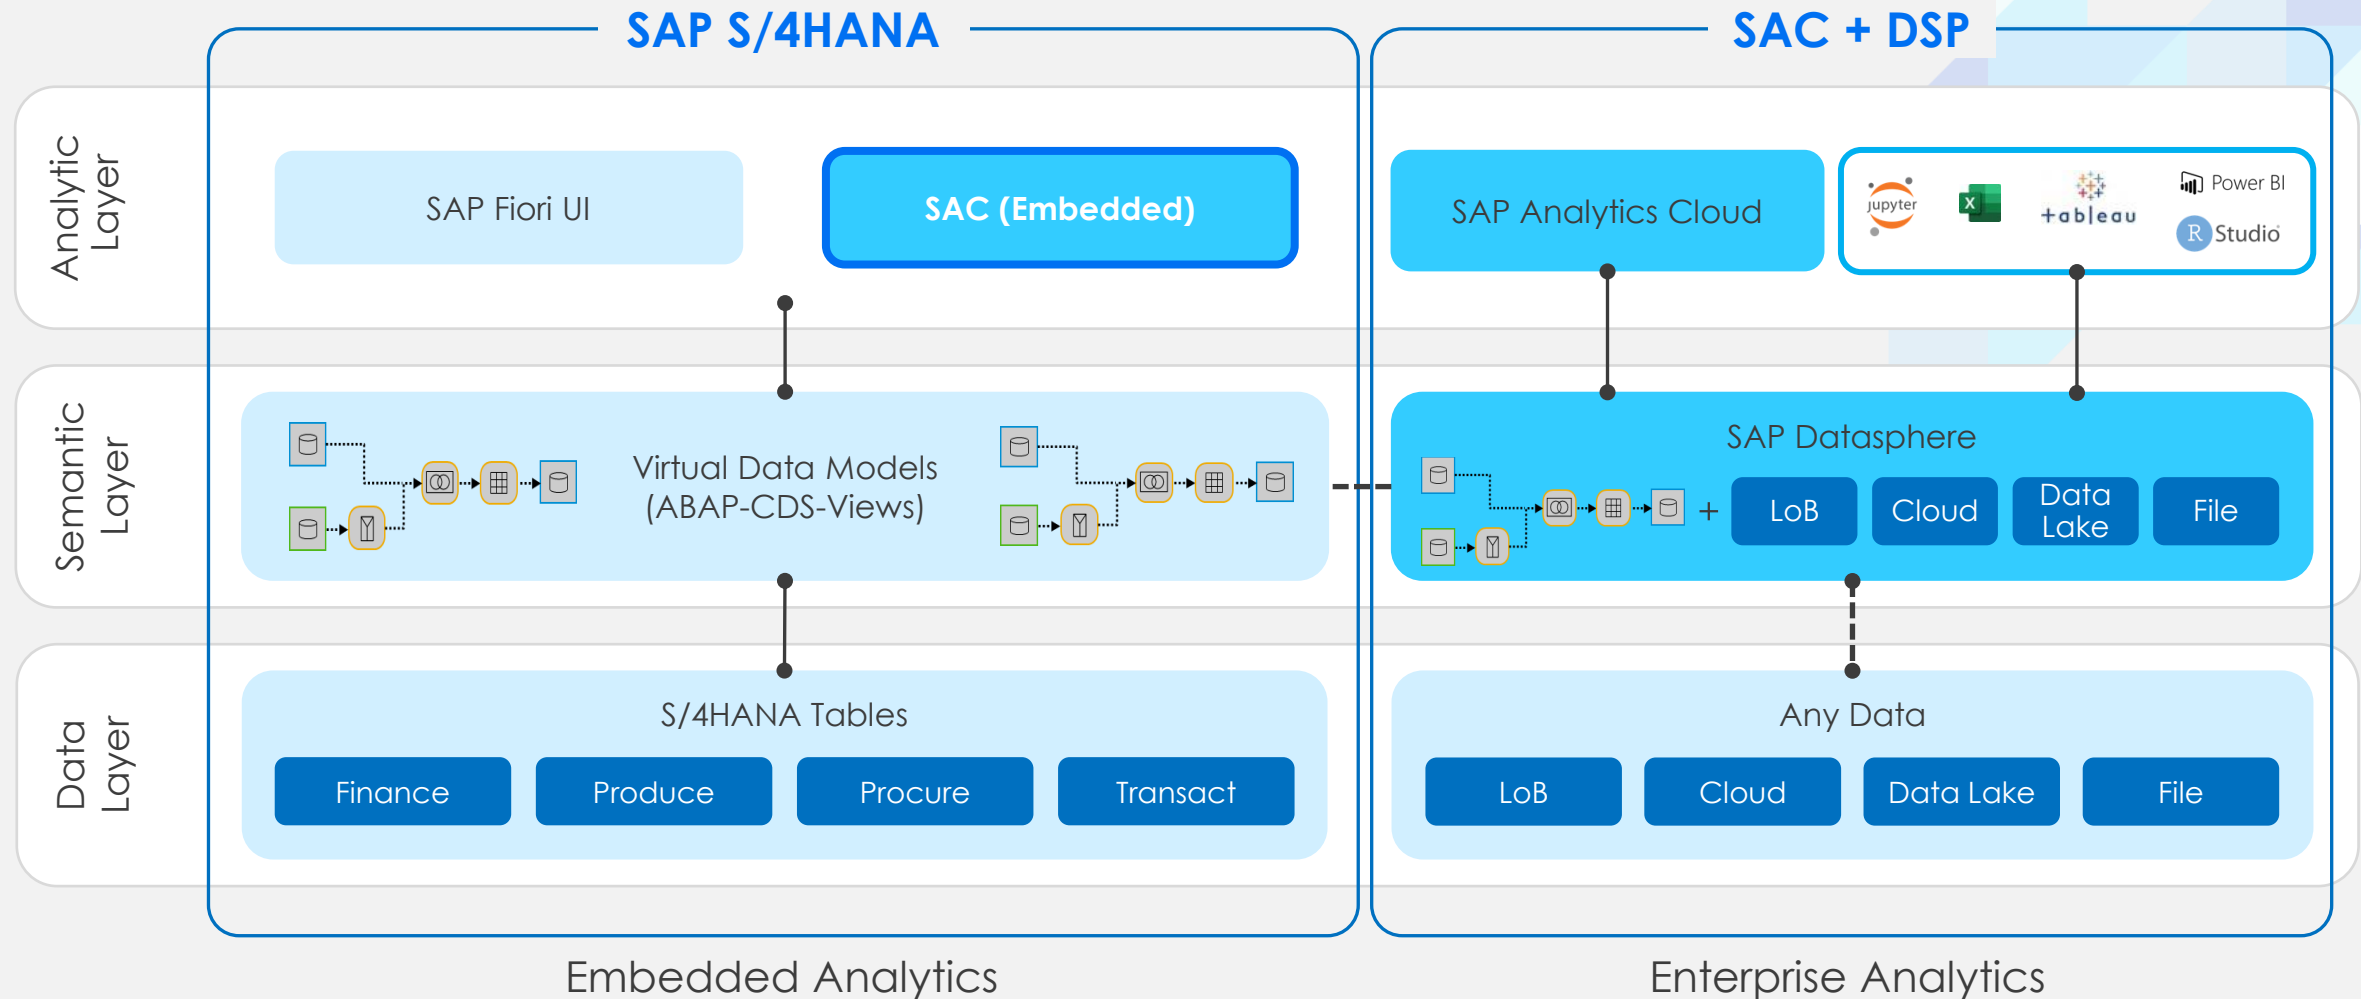 SAP S/4HANA
SAC + DSP
Analytic
Layer
SAP Fiori UI
SAC (Embedded)
SAP Analytics Cloud
jupyter
X
+ableau
Power BI
R Studio
Semantic
Layer
Virtual Data Models
(ABAP-CDS-Views)
SAP Datasphere
+
LoB
Cloud
Data
Lake
File
Data
Layer
S/4HANA Tables
Finance
Produce
Procure
Transact
Any Data
LoB
Cloud
Data Lake
File
Embedded Analytics
Enterprise Analytics